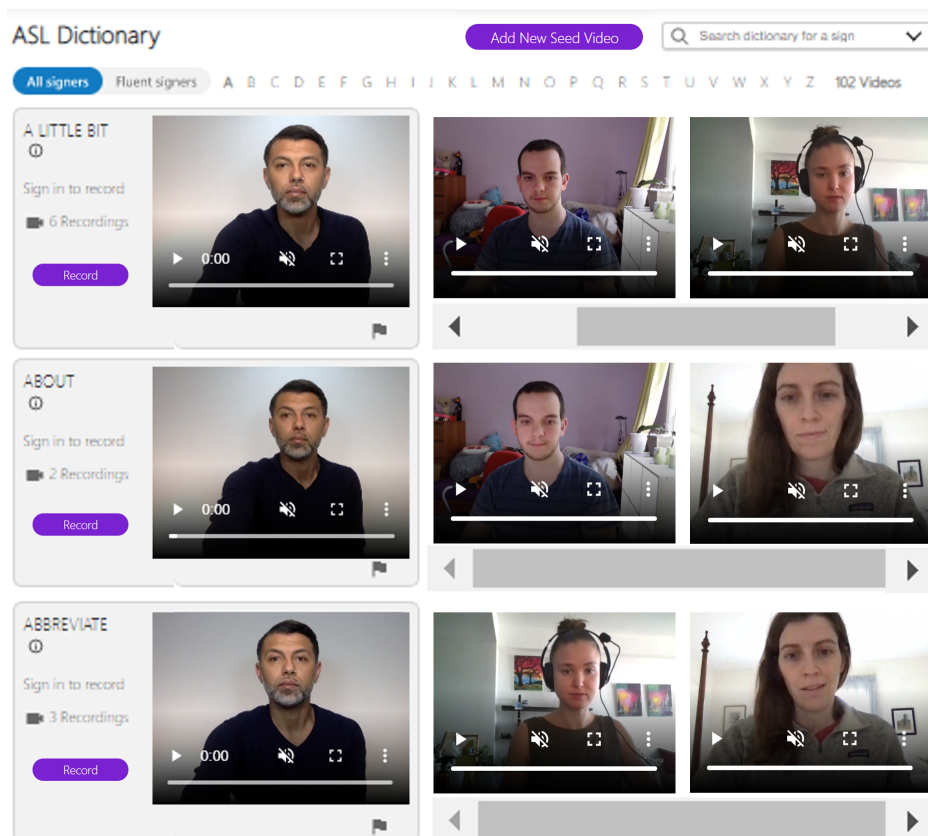 ASL Dictionary
Add New Seed Video
Search dictionary for a sign
All signers Fluent signers A B C D E F G H I J K L M N O P Q R S T U V W X Y Z 102 Videos
A LITTLE BIT
Sign in to record
6 Recordings
Record
0:00
ABOUT
Sign in to record
2 Recordings
Record
0:00
ABBREVIATE
Sign in to record
3 Recordings
Record
0:00